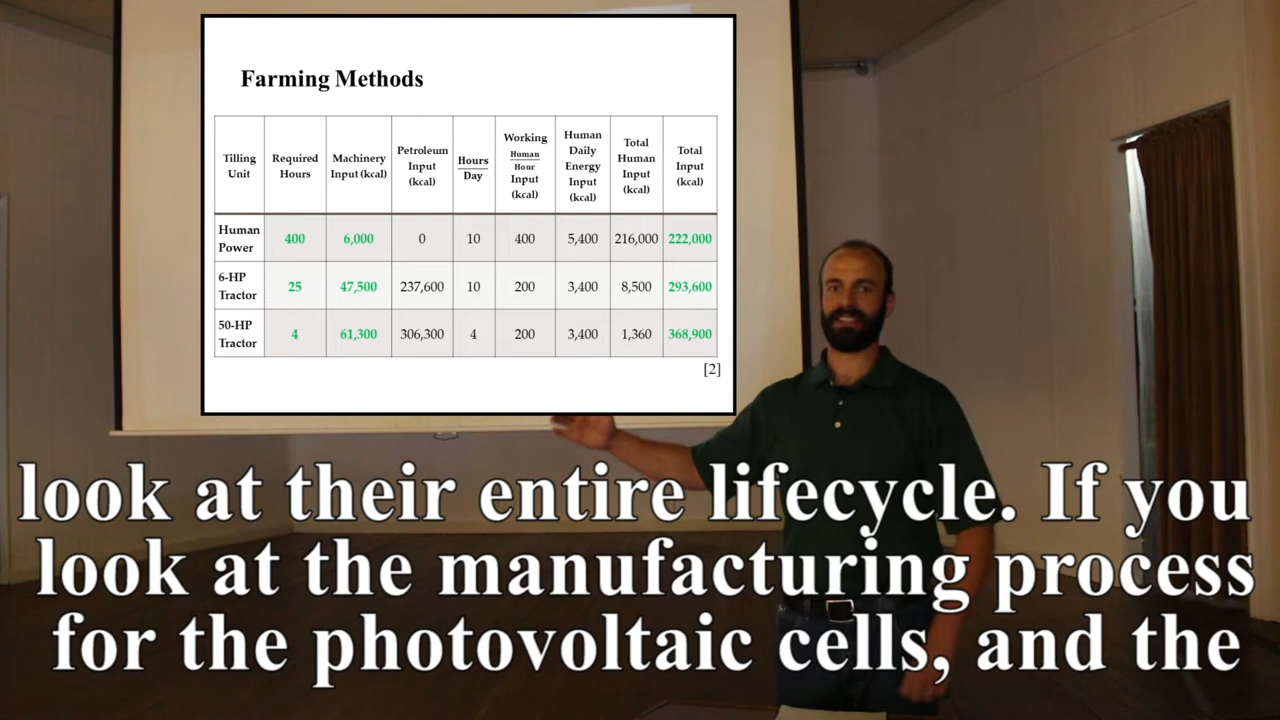 Farming Methods
Tilling Unit | Required Hours | Machinery Input (kcal) | Petroleum Input (kcal) | Hours/Day | Working Human/Hour Input (kcal) | Human Daily Energy Input (kcal) | Total Human Input (kcal) | Total Input (kcal)
Human Power | 400 | 6,000 | 0 | 10 | 400 | 5,400 | 216,000 | 222,000
6-HP Tractor | 25 | 47,500 | 237,600 | 10 | 200 | 3,400 | 8,500 | 293,600
50-HP Tractor | 4 | 61,300 | 306,300 | 4 | 200 | 3,400 | 1,360 | 368,900
[2]
look at their entire lifecycle. If you
look at the manufacturing process
for the photovoltaic cells, and the